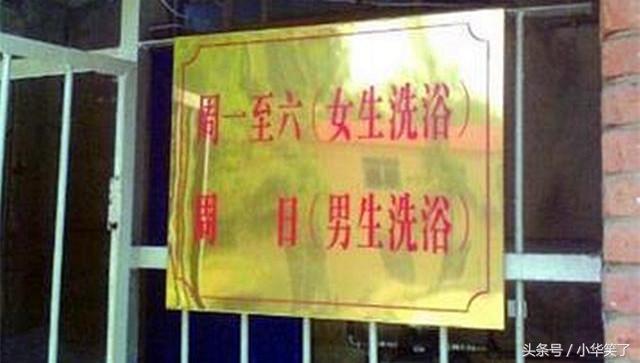 周一至六(女生洗浴)
周 日(男生洗浴)
头条号/小华笑了